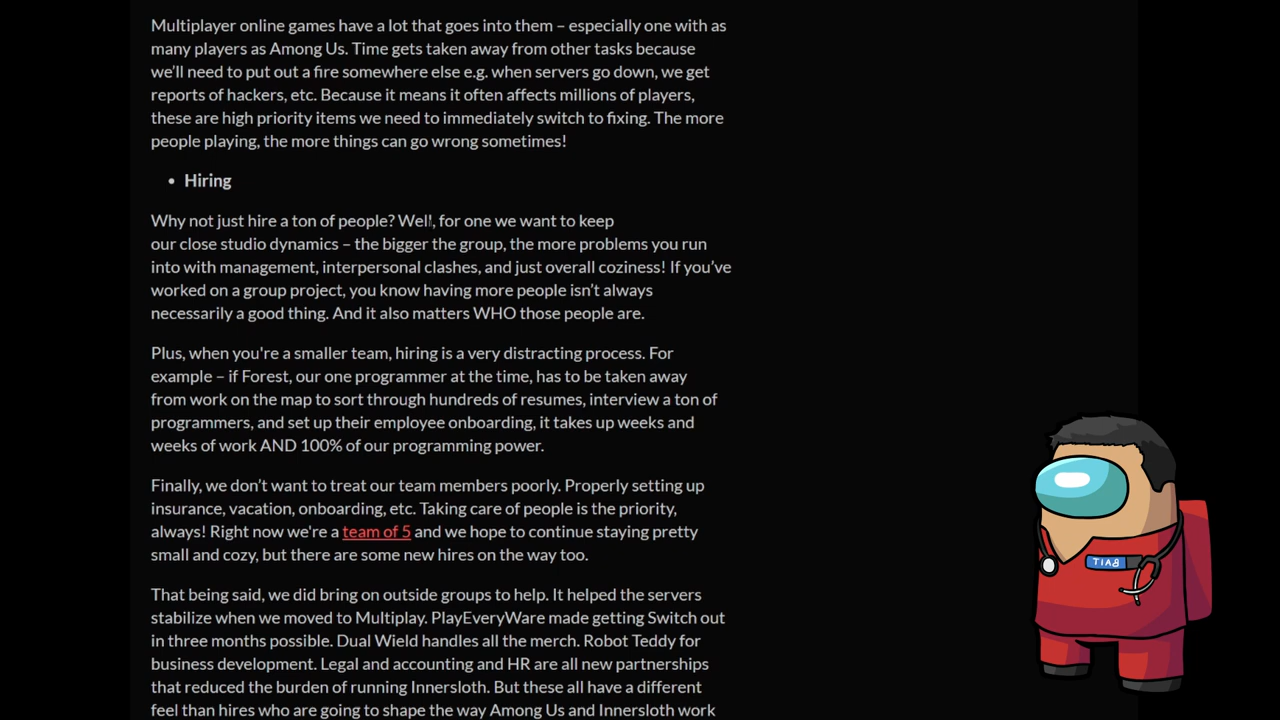 Multiplayer online games have a lot that goes into them – especially one with as
many players as Among Us. Time gets taken away from other tasks because
we'll need to put out a fire somewhere else e.g. when servers go down, we get
reports of hackers, etc. Because it means it often affects millions of players,
these are high priority items we need to immediately switch to fixing. The more
people playing, the more things can go wrong sometimes!
• Hiring
Why not just hire a ton of people? Well, for one we want to keep
our close studio dynamics – the bigger the group, the more problems you run
into with management, interpersonal clashes, and just overall coziness! If you've
worked on a group project, you know having more people isn't always
necessarily a good thing. And it also matters WHO those people are.
Plus, when you're a smaller team, hiring is a very distracting process. For
example – if Forest, our one programmer at the time, has to be taken away
from work on the map to sort through hundreds of resumes, interview a ton of
programmers, and set up their employee onboarding, it takes up weeks and
weeks of work AND 100% of our programming power.
Finally, we don't want to treat our team members poorly. Properly setting up
insurance, vacation, onboarding, etc. Taking care of people is the priority,
always! Right now we're a team of 5 and we hope to continue staying pretty
small and cozy, but there are some new hires on the way too.
That being said, we did bring on outside groups to help. It helped the servers
stabilize when we moved to Multiplay. PlayEveryWare made getting Switch out
in three months possible. Dual Wield handles all the merch. Robot Teddy for
business development. Legal and accounting and HR are all new partnerships
that reduced the burden of running Innersloth. But these all have a different
feel than hires who are going to shape the way Among Us and Innersloth work
TIAB